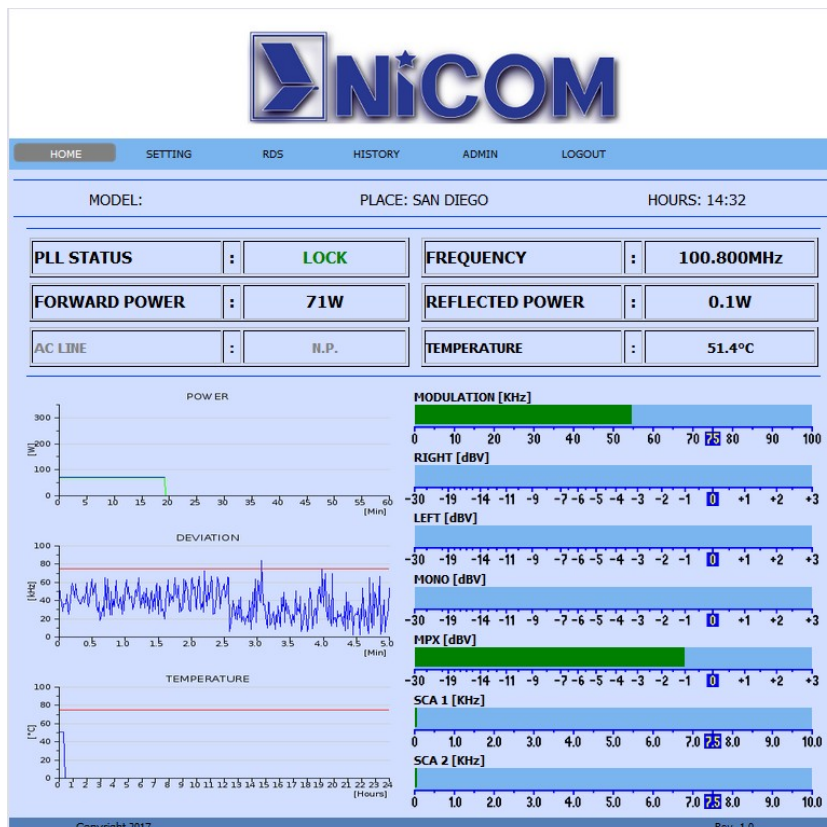 NiCOM
HOME SETTING RDS HISTORY ADMIN LOGOUT
MODEL: PLACE: SAN DIEGO HOURS: 14:32
PLL STATUS : LOCK FREQUENCY : 100.800MHz
FORWARD POWER : 71W REFLECTED POWER : 0.1W
AC LINE : N.P. TEMPERATURE : 51.4°C
POWER
300
200
100
0
[W]
0 5 10 15 20 25 30 35 40 45 50 55 60
[Min]
DEVIATION
100
80
60
40
20
0
[kHz]
0 0.5 1.0 1.5 2.0 2.5 3.0 3.5 4.0 4.5 5.0
[Min]
TEMPERATURE
100
80
60
40
20
0
[°C]
0 1 2 3 4 5 6 7 8 9 10 11 12 13 14 15 16 17 18 19 20 21 22 23 24
[Hours]
MODULATION [KHz]
0 10 20 30 40 50 60 70 75 80 90 100
RIGHT [dBV]
-30 -19 -14 -11 -9 -7 -6 -5 -4 -3 -2 -1 0 +1 +2 +3
LEFT [dBV]
-30 -19 -14 -11 -9 -7 -6 -5 -4 -3 -2 -1 0 +1 +2 +3
MONO [dBV]
-30 -19 -14 -11 -9 -7 -6 -5 -4 -3 -2 -1 0 +1 +2 +3
MPX [dBV]
-30 -19 -14 -11 -9 -7 -6 -5 -4 -3 -2 -1 0 +1 +2 +3
SCA 1 [KHz]
0 1.0 2.0 3.0 4.0 5.0 6.0 7.0 7.5 8.0 9.0 10.0
SCA 2 [KHz]
0 1.0 2.0 3.0 4.0 5.0 6.0 7.0 7.5 8.0 9.0 10.0
Copyright 2017 Rev. 1.0